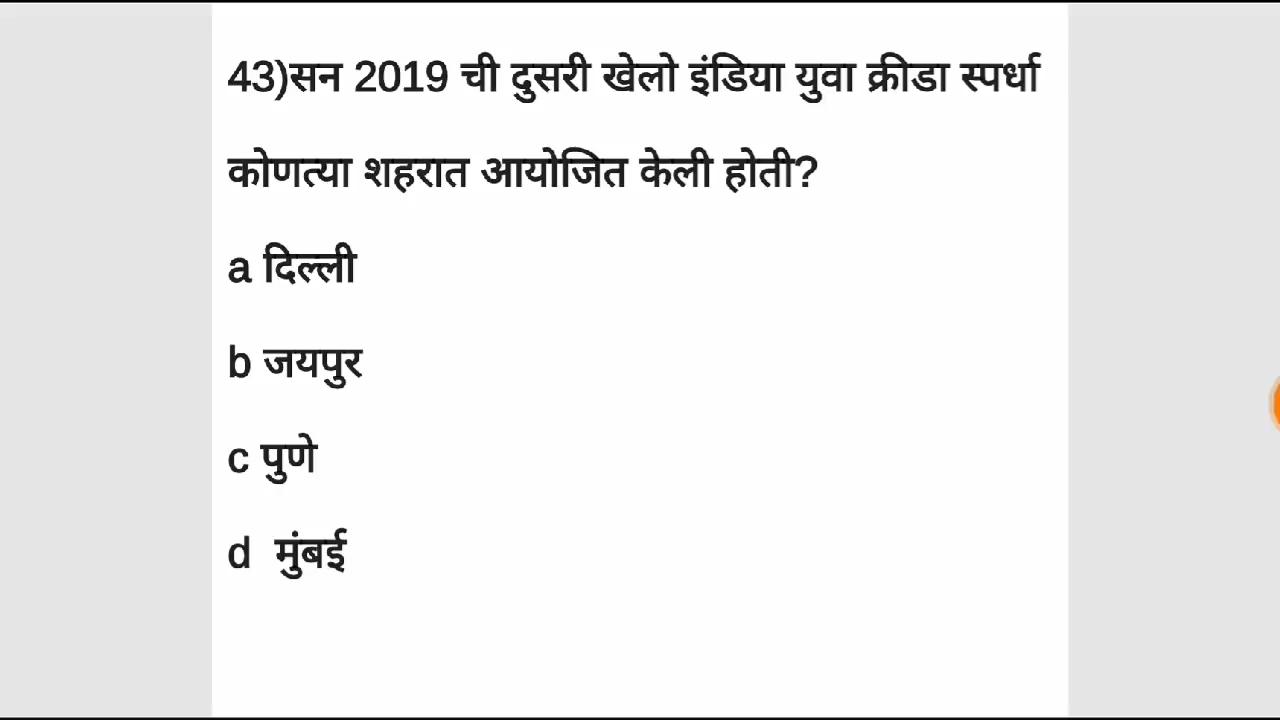 43)सन 2019 ची दुसरी खेलो इंडिया युवा क्रीडा स्पर्धा
कोणत्या शहरात आयोजित केली होती?
a दिल्ली
b जयपुर
c पुणे
d मुंबई